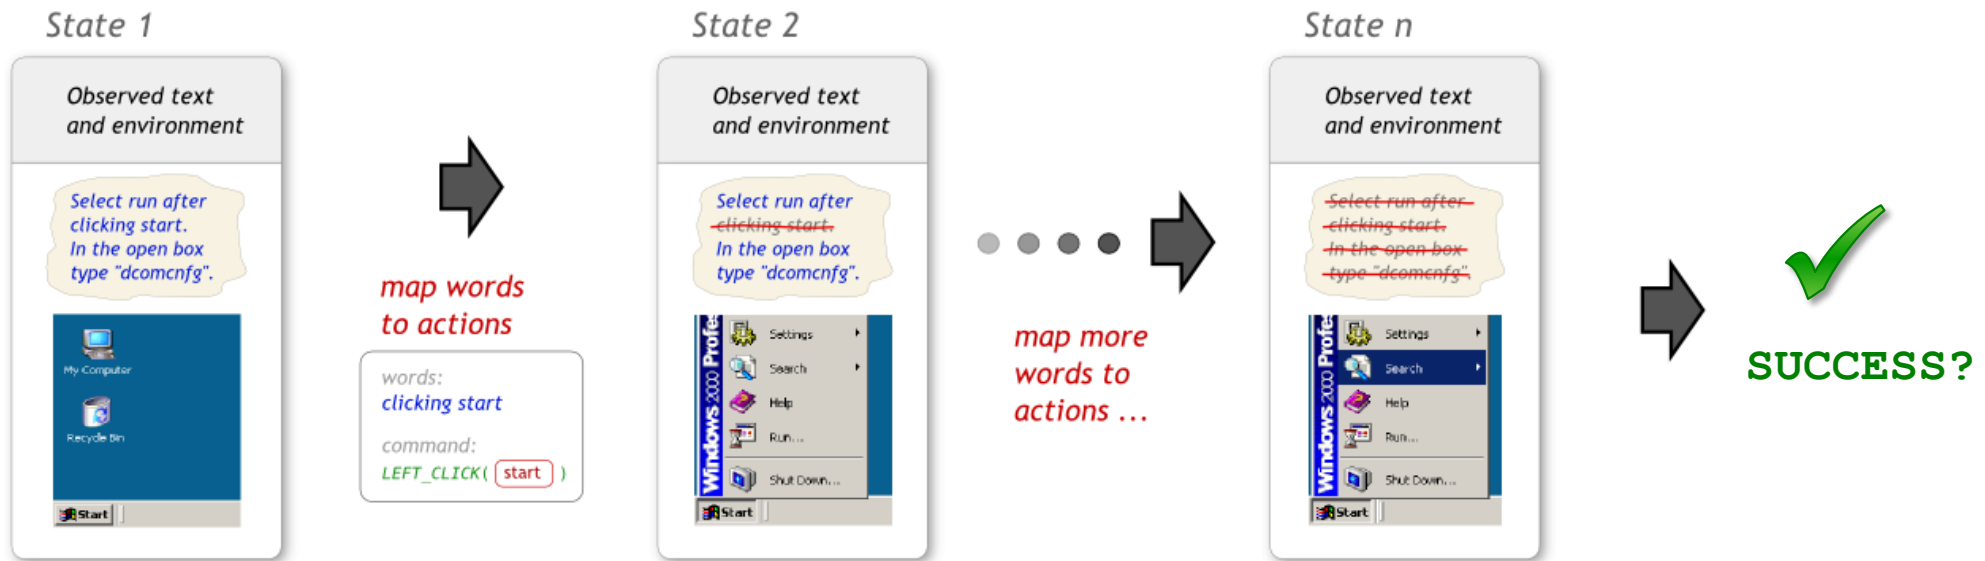 State 1
Observed text
and environment
Select run after
clicking start.
In the open box
type "dcomcnfg".
My Computer
Recycle Bin
Start
map words
to actions
words:
clicking start
command:
LEFT_CLICK( start )
State 2
Observed text
and environment
Select run after
clicking start.
In the open box
type "dcomcnfg".
Windows 2000 Profe
Settings
Search
Help
Run...
Shut Down...
Start
map more
words to
actions ...
State n
Observed text
and environment
Select run after
clicking start.
In the open box
type "dcomcnfg".
Windows 2000 Profe
Settings
Search
Help
Run...
Shut Down...
Start
SUCCESS?